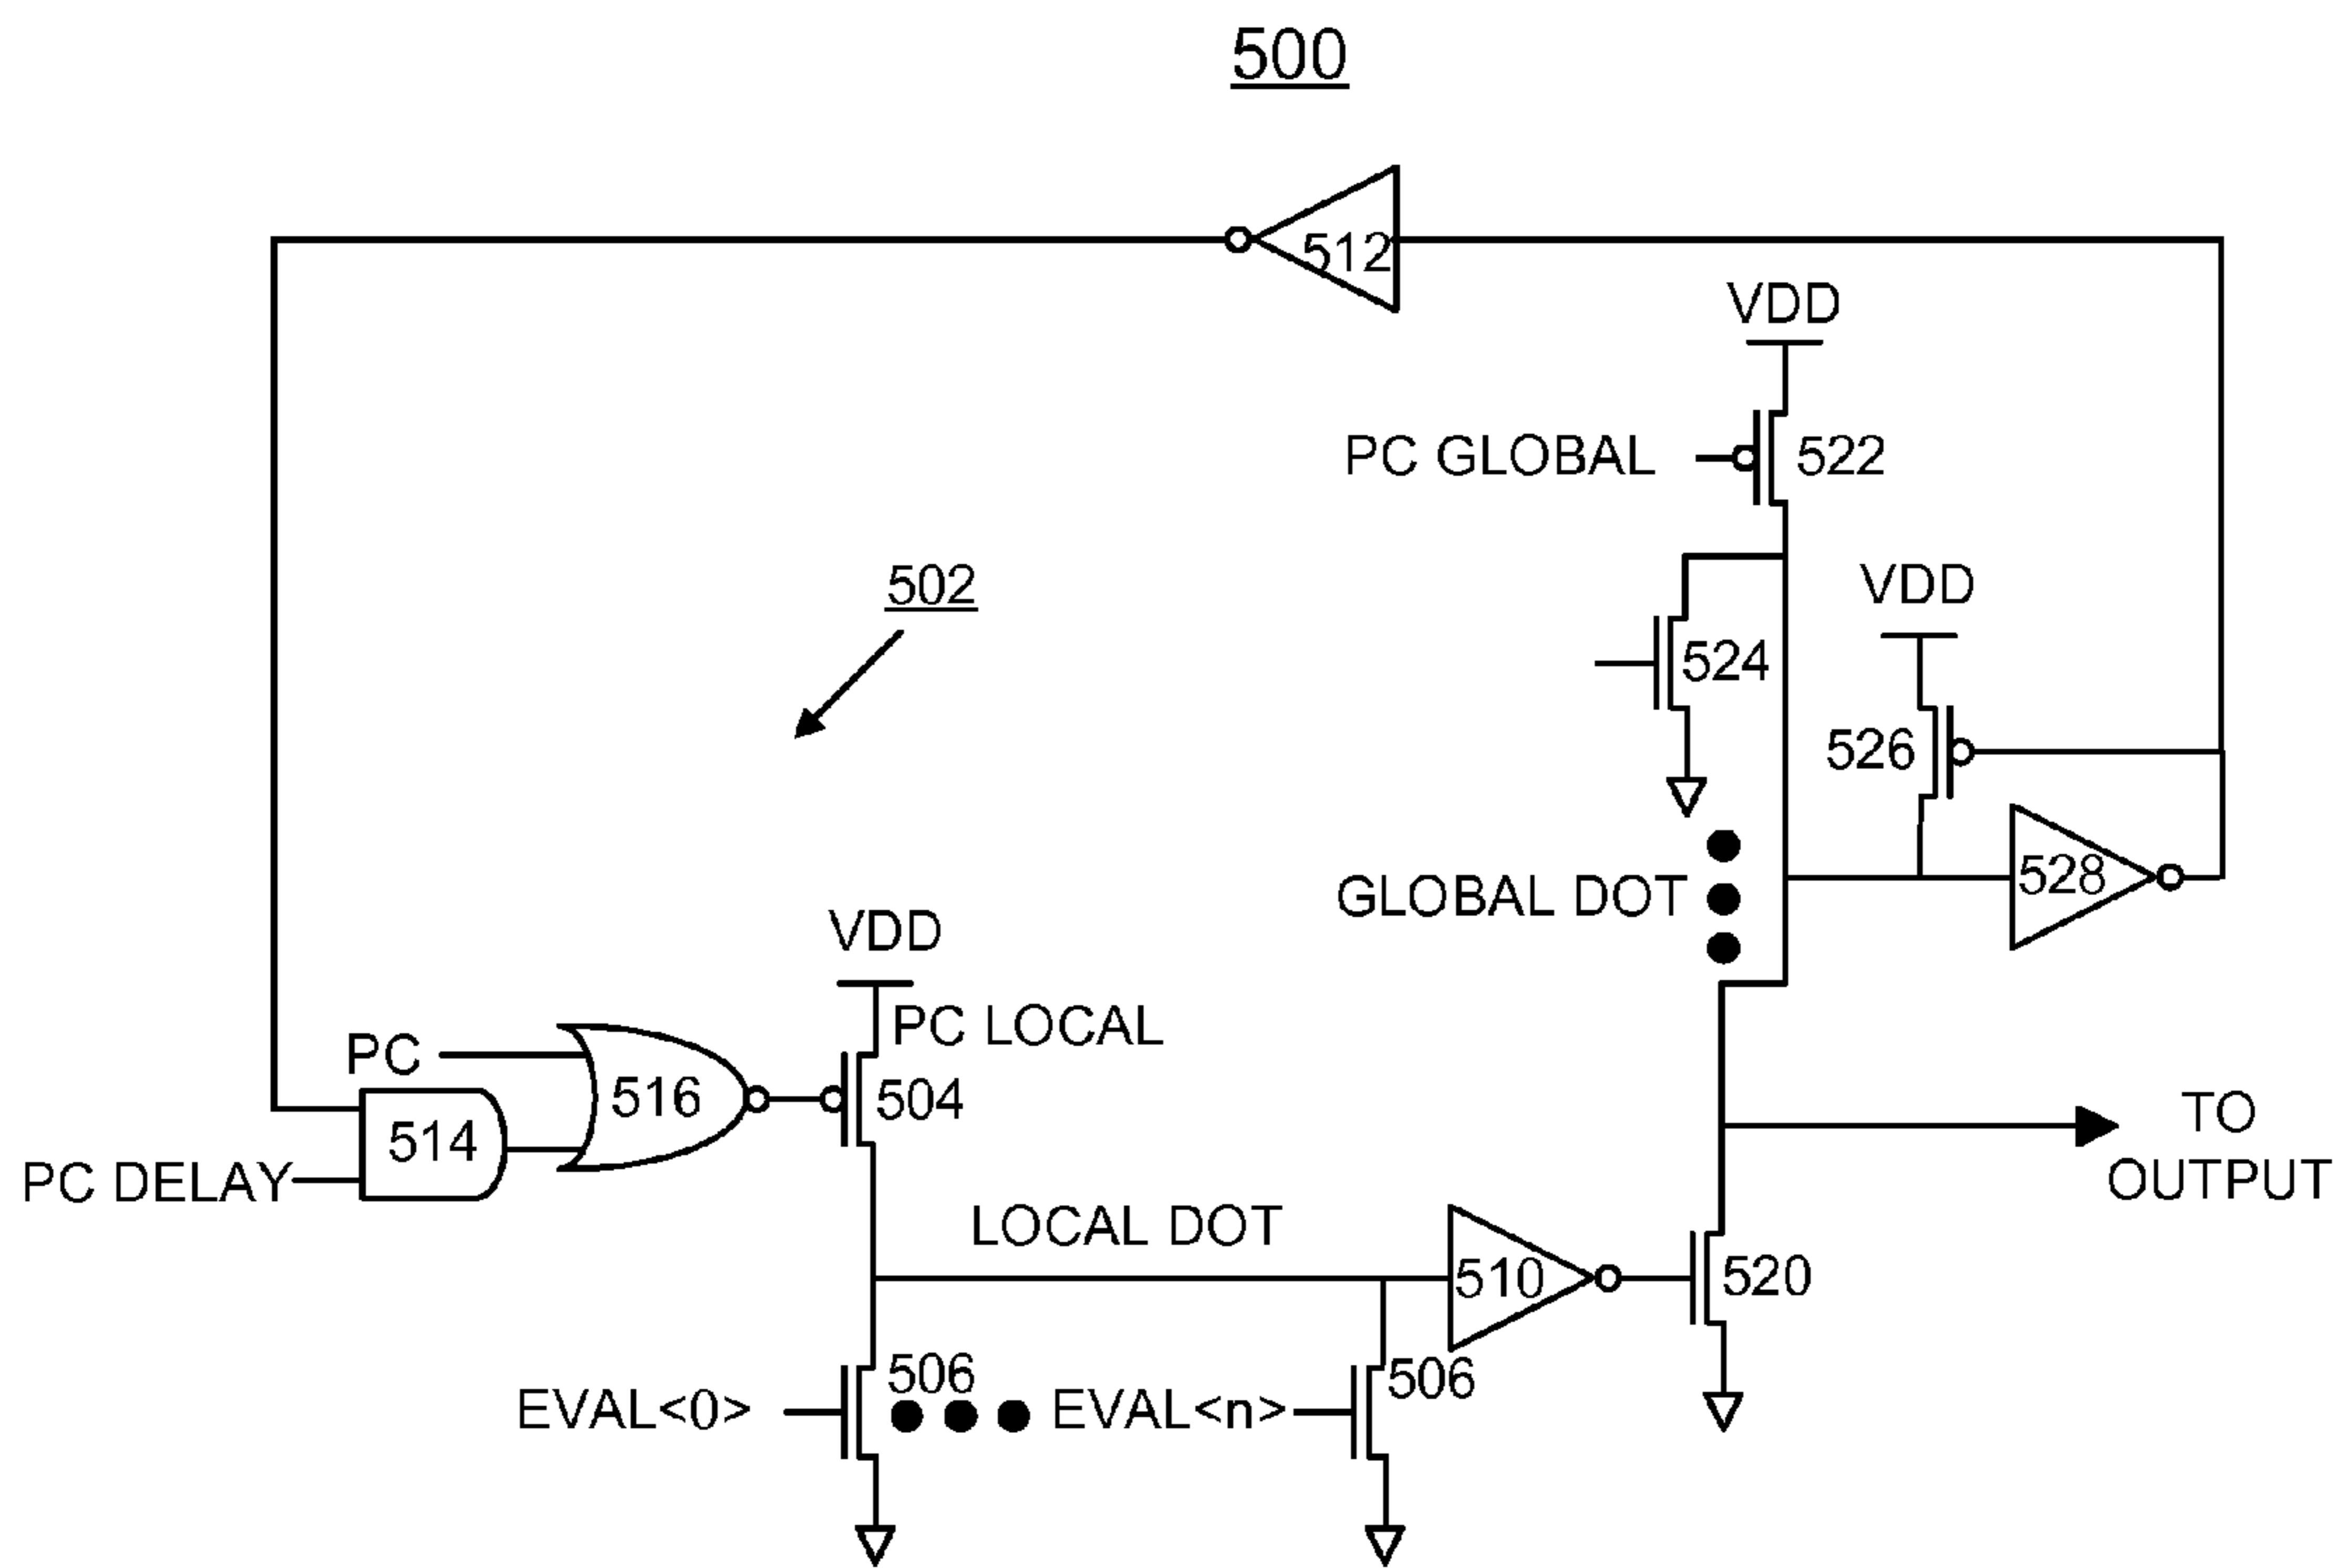 500
512
VDD
PC GLOBAL
522
502
VDD
524
526
GLOBAL DOT
528
VDD
PC LOCAL
PC
516
504
514
PC DELAY
TO
OUTPUT
LOCAL DOT
510
520
506
506
EVAL<0>
EVAL<n>